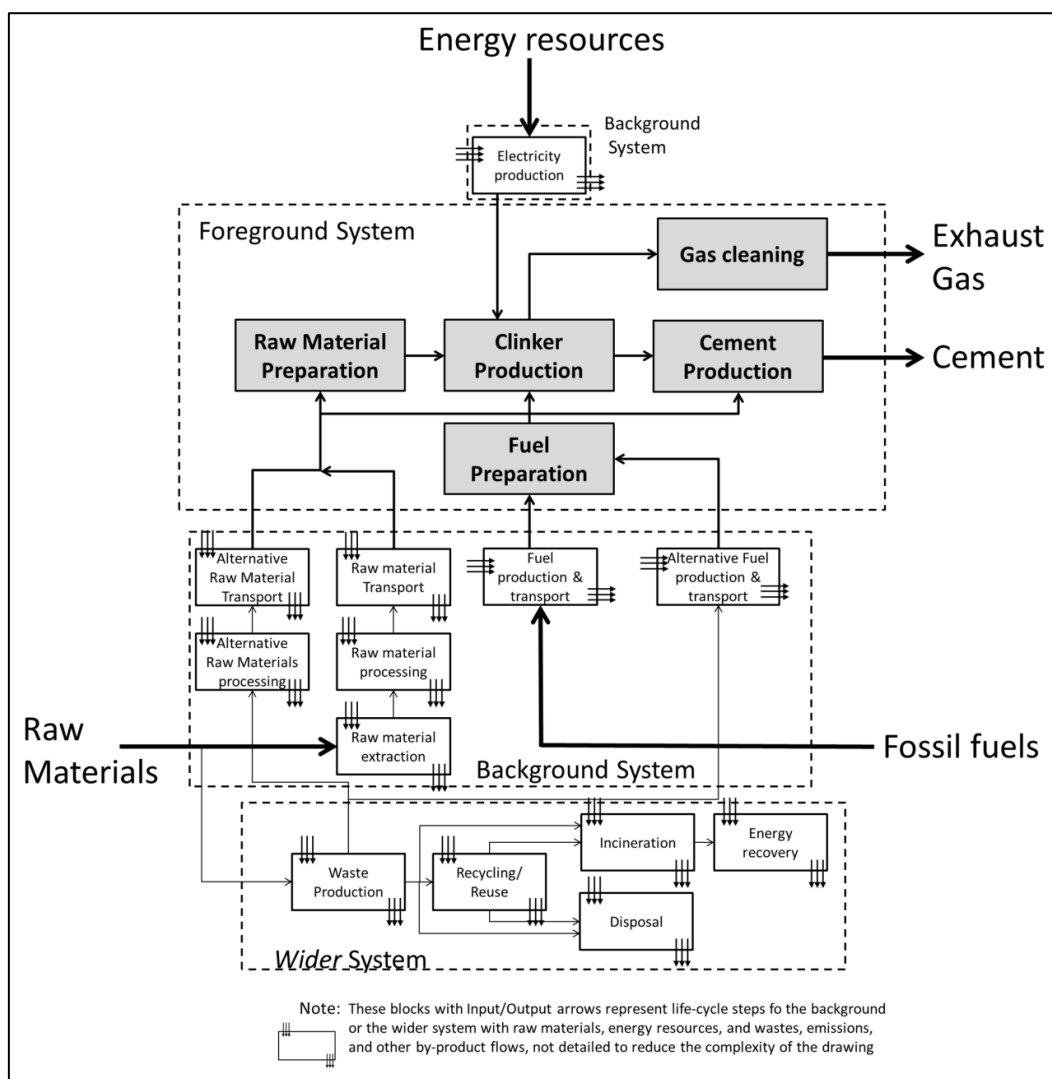 Energy resources
Background
System
Electricity
production
Foreground System
Gas cleaning
Exhaust
Gas
Raw Material
Preparation
Clinker
Production
Cement
Production
Cement
Fuel
Preparation
Alternative
Raw Material
Transport
Raw material
Transport
Fuel
production &
transport
Alternative Fuel
production &
transport
Alternative
Raw Materials
processing
Raw material
processing
Raw
Materials
Raw material
extraction
Background System
Fossil fuels
Waste
Production
Recycling/
Reuse
Incineration
Energy
recovery
Disposal
Wider System
Note: These blocks with Input/Output arrows represent life-cycle steps fo the background
or the wider system with raw materials, energy resources, and wastes, emissions,
and other by-product flows, not detailed to reduce the complexity of the drawing